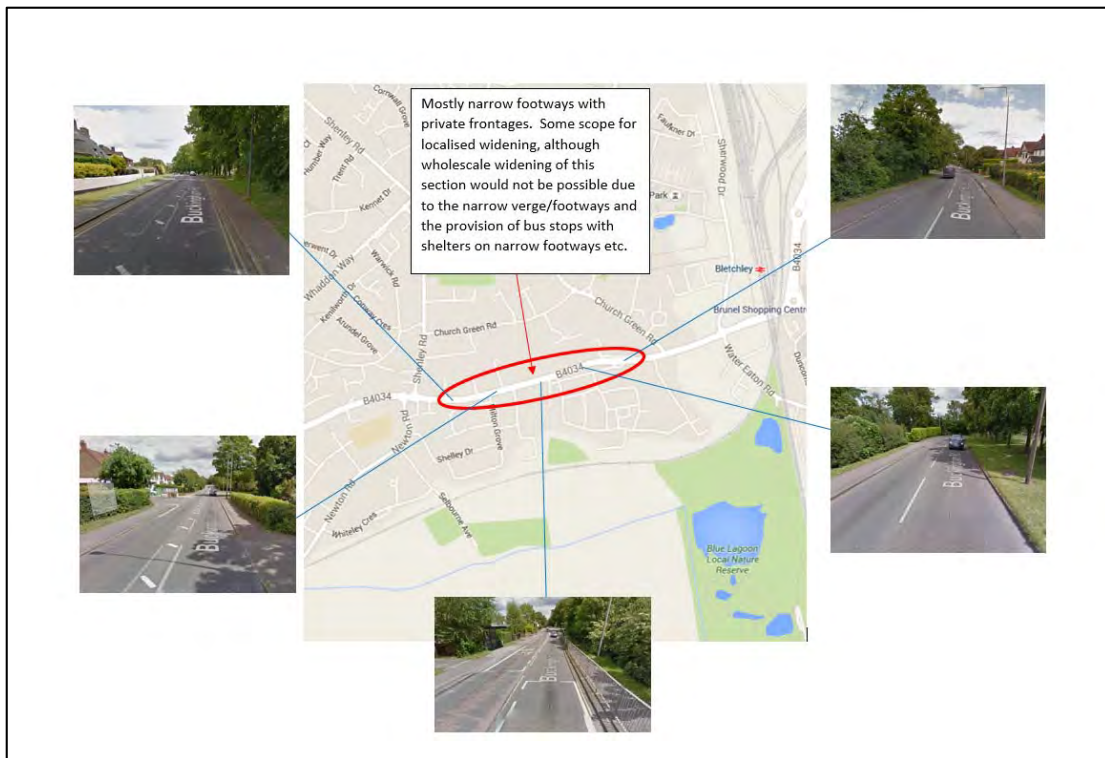 Mostly narrow footways with
private frontages. Some scope for
localised widening, although
wholescale widening of this
section would not be possible due
to the narrow verge/footways and
the provision of bus stops with
shelters on narrow footways etc.
Cornwall Grove
Shenley Rd
Humber Way
Trent Rd
Kennet Dr
Faulkner Dr
Sherwood Dr
Park
Derwent Dr
Whaddon Way
Warwick Rd
Kenilworth Dr
Conway Cres
Arundel Grove
Church Green Rd
Church Green Rd
Shenley Rd
Bletchley
B4034
Brunel Shopping Centr
Water Eaton Rd
Duncombe
B4034
B4034
Newton Rd
Milton Grove
Shelley Dr
Newton Rd
Selbourne Ave
Whiteley Cres
Blue Lagoon
Local Nature
Reserve